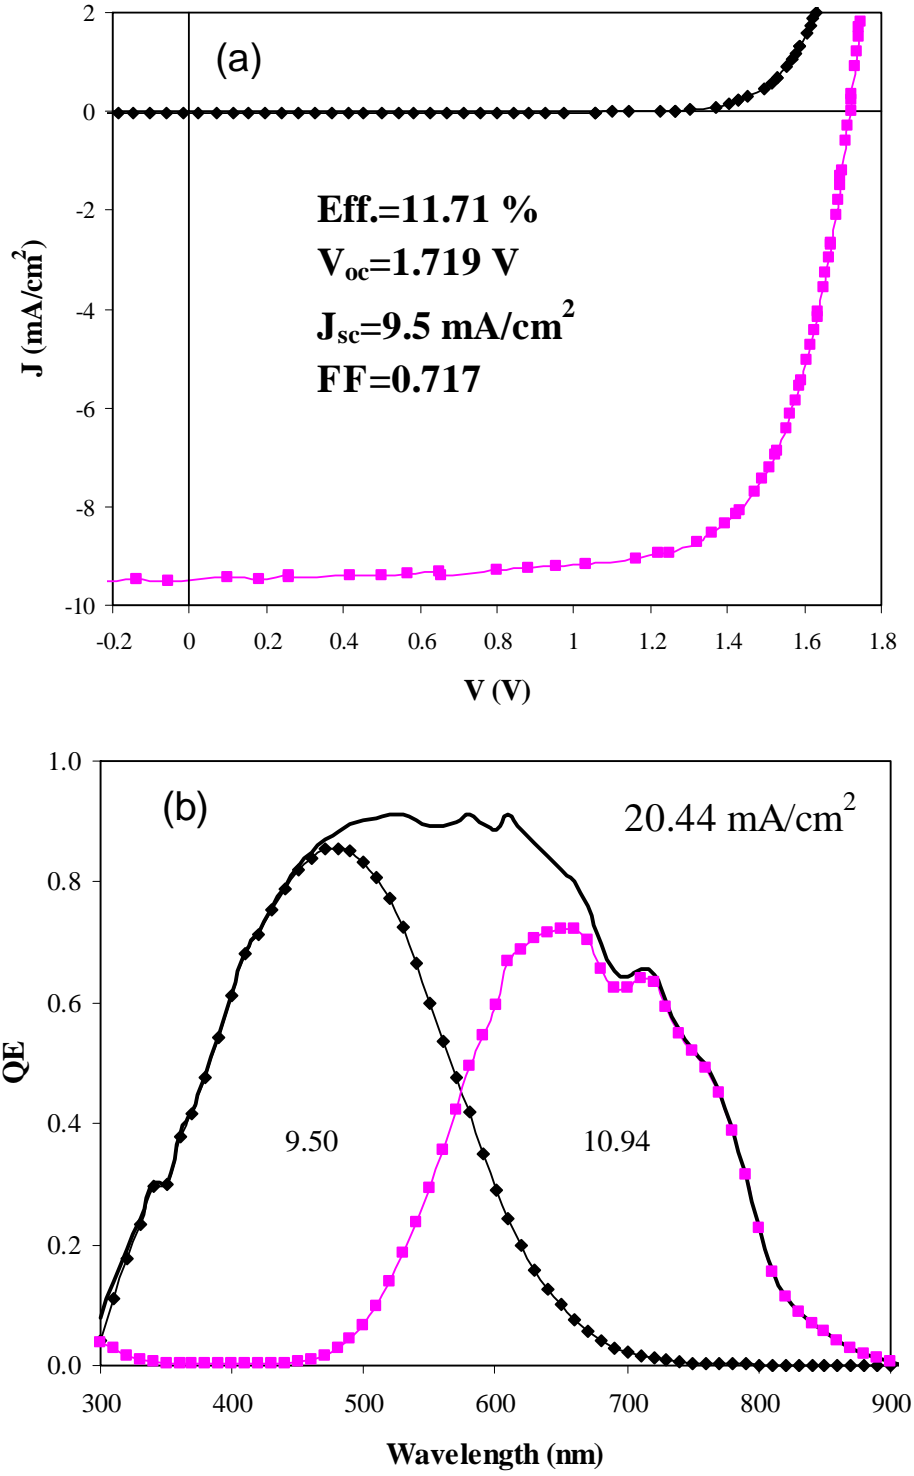 (a)
2
0
-2
-4
-6
-8
-10
J (mA/cm²)
Eff.=11.71 %
Voc=1.719 V
Jsc=9.5 mA/cm²
FF=0.717
-0.2 0 0.2 0.4 0.6 0.8 1 1.2 1.4 1.6 1.8
V (V)
(b)
20.44 mA/cm²
1.0
0.8
0.6
0.4
0.2
0.0
QE
9.50 10.94
300 400 500 600 700 800 900
Wavelength (nm)